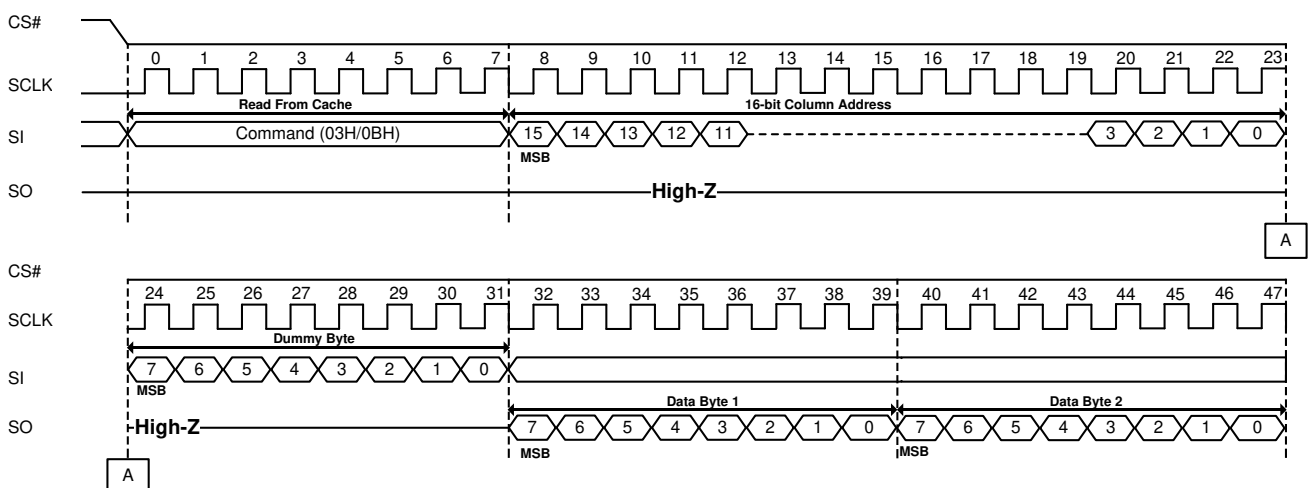 CS#
0 1 2 3 4 5 6 7 8 9 10 11 12 13 14 15 16 17 18 19 20 21 22 23
SCLK
Read From Cache 16-bit Column Address
SI Command (03H/0BH) 15 14 13 12 11 3 2 1 0
MSB
SO High-Z
A
CS#
24 25 26 27 28 29 30 31 32 33 34 35 36 37 38 39 40 41 42 43 44 45 46 47
SCLK
Dummy Byte
SI 7 6 5 4 3 2 1 0
MSB
Data Byte 1 Data Byte 2
SO High-Z 7 6 5 4 3 2 1 0 7 6 5 4 3 2 1 0
MSB MSB
A